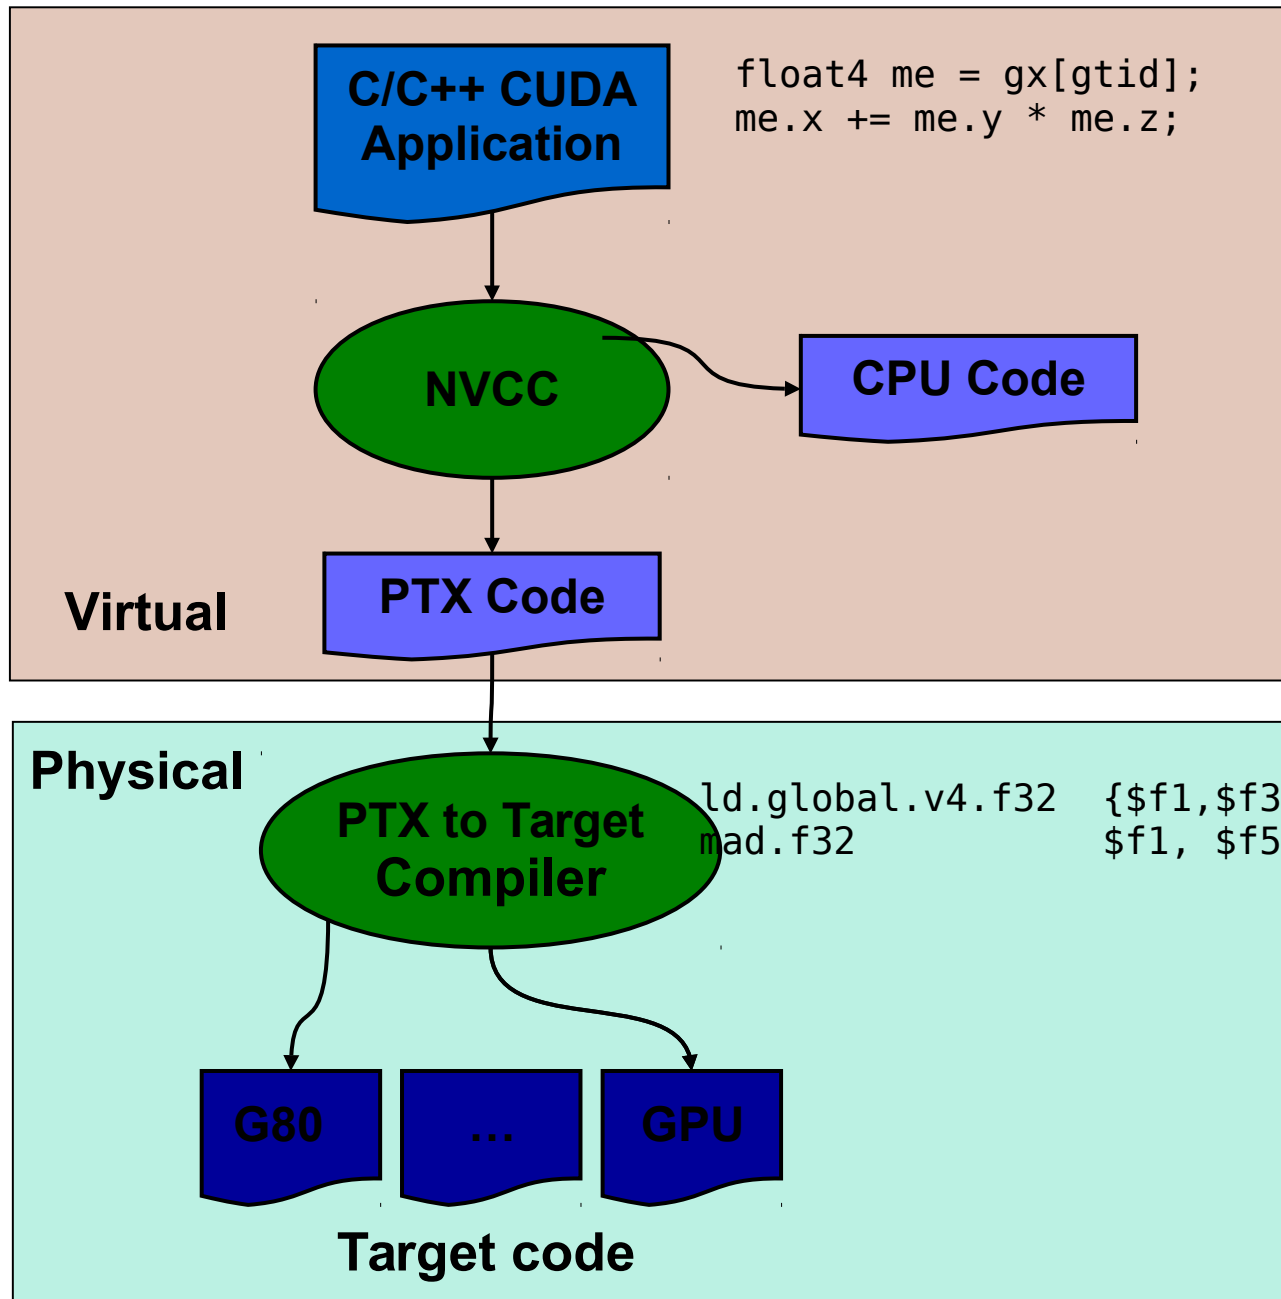 C/C++ CUDA
Application
float4 me = gx[gtid];
me.x += me.y * me.z;
NVCC
CPU Code
PTX Code
Virtual
Physical
PTX to Target
Compiler
ld.global.v4.f32  {$f1,$f3
mad.f32           $f1, $f5
G80
...
GPU
Target code